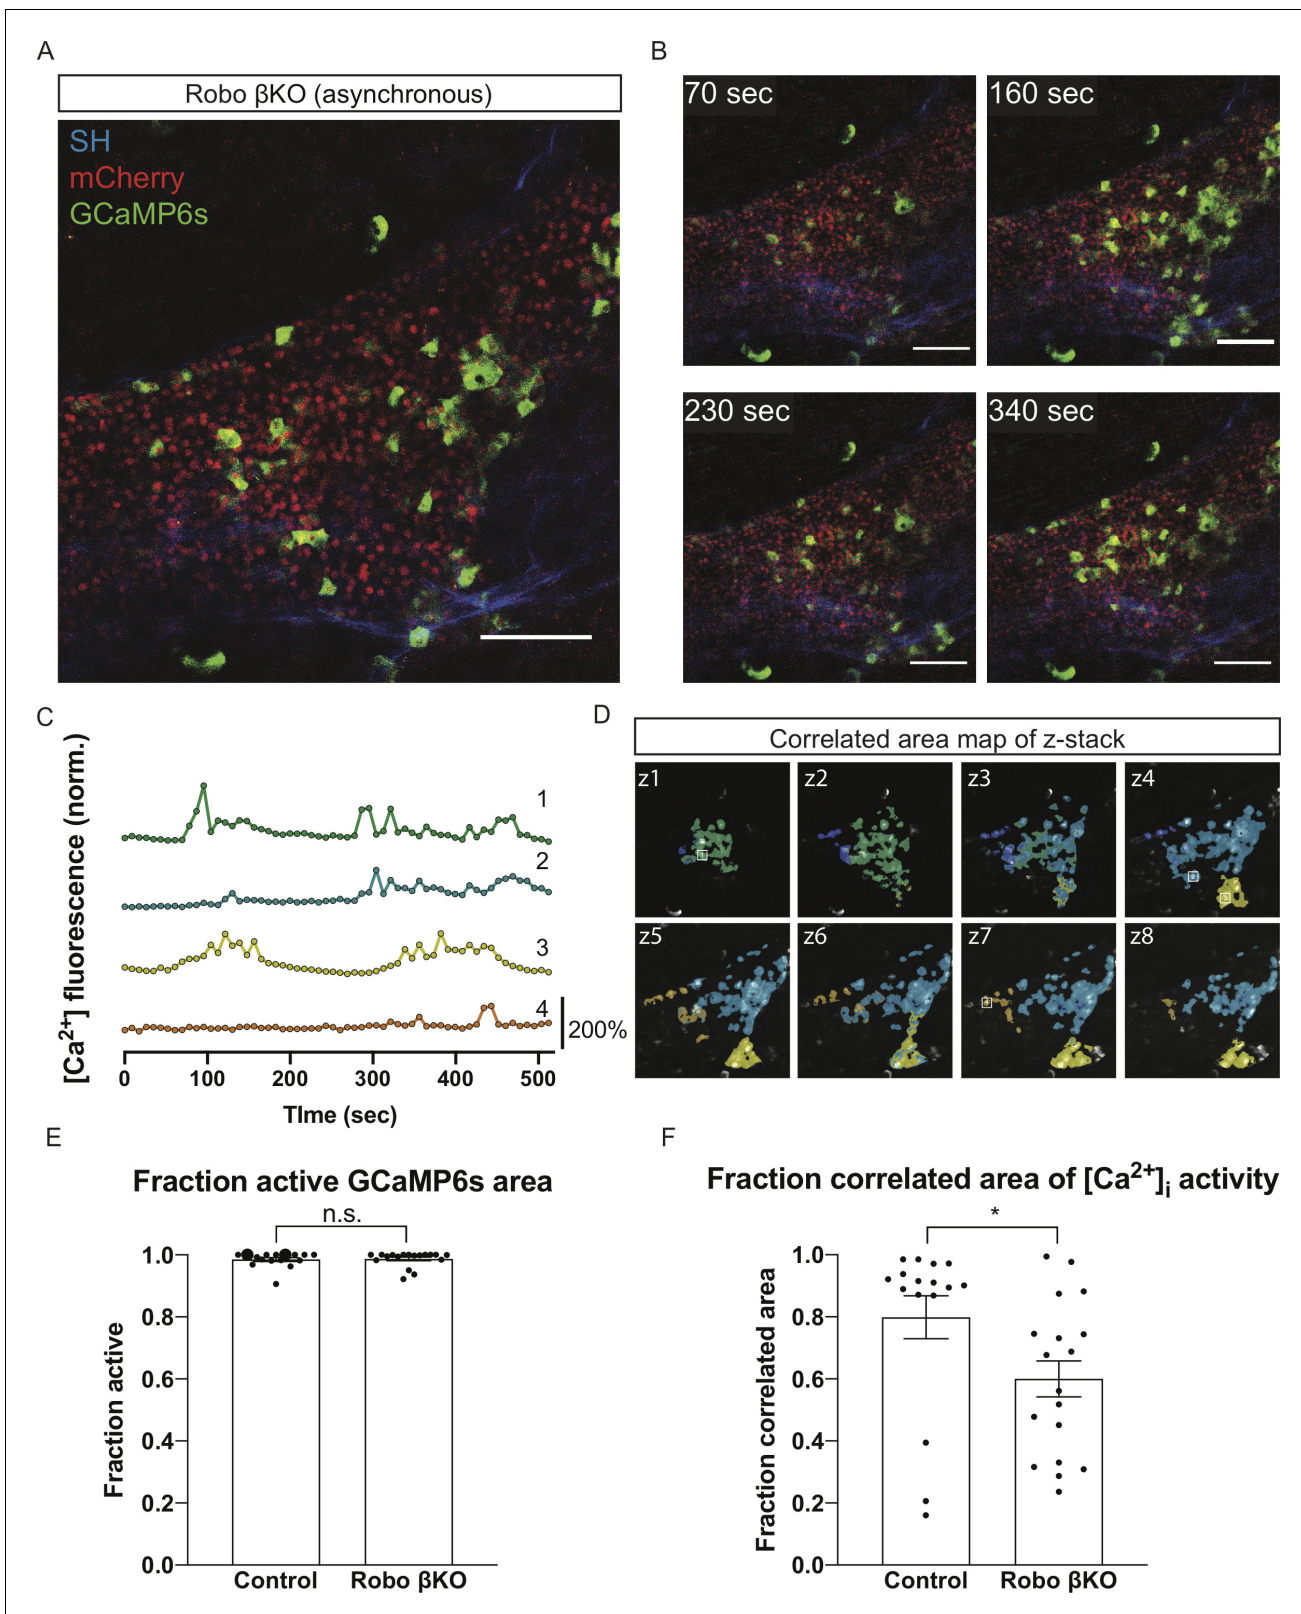 A
Robo βKO (asynchronous)
SH
mCherry
GCaMP6s
B
70 sec
160 sec
230 sec
340 sec
C
[Ca²⁺] fluorescence (norm.)
1
2
3
4
200%
0 100 200 300 400 500
TIme (sec)
D
Correlated area map of z-stack
z1 z2 z3 z4
z5 z6 z7 z8
E
Fraction active GCaMP6s area
n.s.
Fraction active
1.0
0.8
0.6
0.4
0.2
0.0
Control Robo βKO
F
Fraction correlated area of [Ca²⁺]ᵢ activity
*
Fraction correlated area
1.0
0.8
0.6
0.4
0.2
0.0
Control Robo βKO